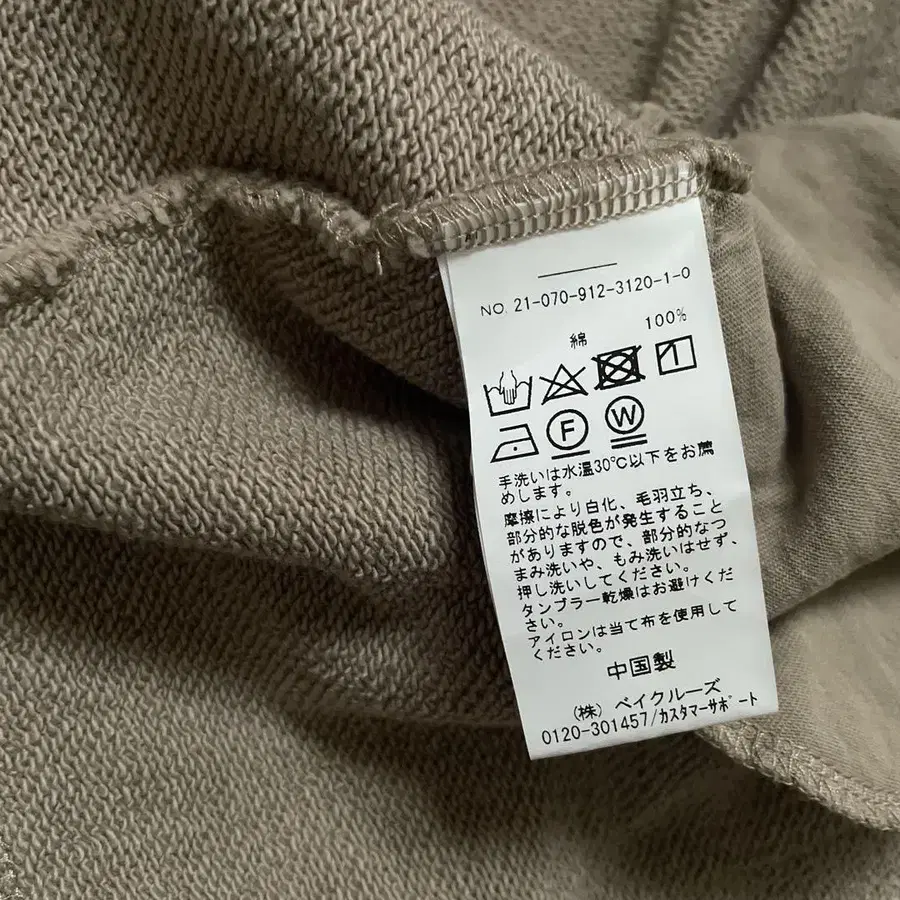 NO. 21-070-912-3120-1-0
綿 100%
F W
手洗いは水温30℃以下をお薦
めします。
摩擦により白化、毛羽立ち、
部分的な脱色が発生すること
がありますので、部分的なつ
まみ洗いや、もみ洗いはせず、
押し洗いしてください。
タンブラー乾燥はお避けくだ
さい。
アイロンは当て布を使用して
ください。
中国製
(株) ベイクルーズ
0120-301457/カスタマーサポート